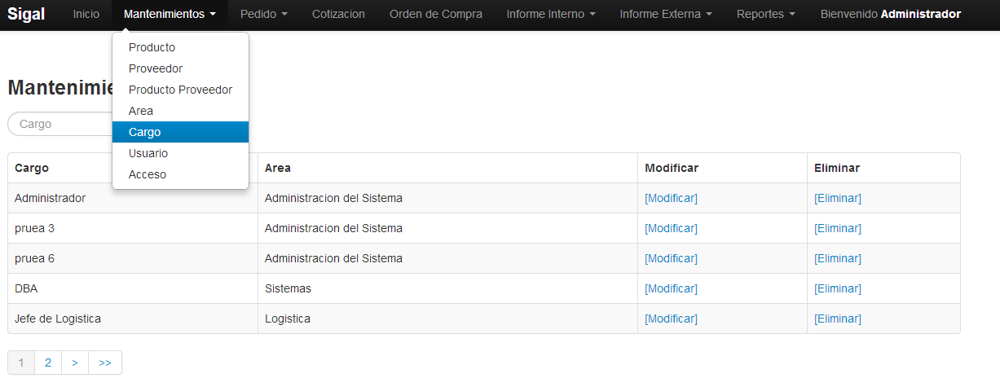 Sigal Inicio Mantenimientos Pedido Cotizacion Orden de Compra Informe Interno Informe Externa Reportes Bienvenido Administrador
Producto
Proveedor
Producto Proveedor
Area
Cargo
Usuario
Acceso
Mantenimie
Cargo
Cargo Area Modificar Eliminar
Administrador Administracion del Sistema [Modificar] [Eliminar]
pruea 3 Administracion del Sistema [Modificar] [Eliminar]
pruea 6 Administracion del Sistema [Modificar] [Eliminar]
DBA Sistemas [Modificar] [Eliminar]
Jefe de Logistica Logistica [Modificar] [Eliminar]
1 2 > >>